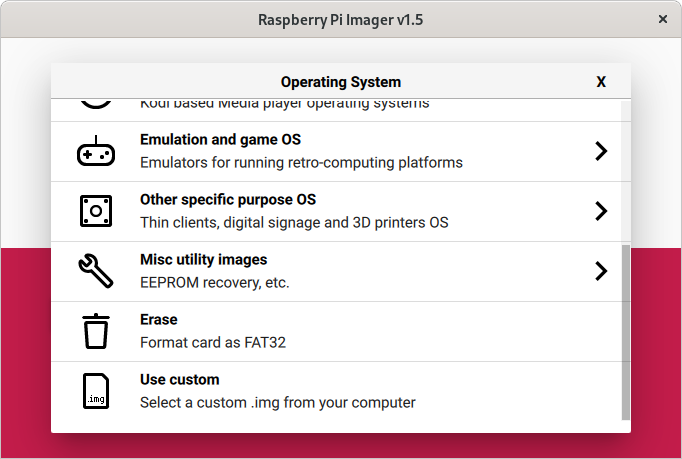 Raspberry Pi Imager v1.5
×
Operating System
X
Kodi based Media player operating systems
Emulation and game OS
Emulators for running retro-computing platforms
Other specific purpose OS
Thin clients, digital signage and 3D printers OS
Misc utility images
EEPROM recovery, etc.
Erase
Format card as FAT32
Use custom
.img
Select a custom .img from your computer